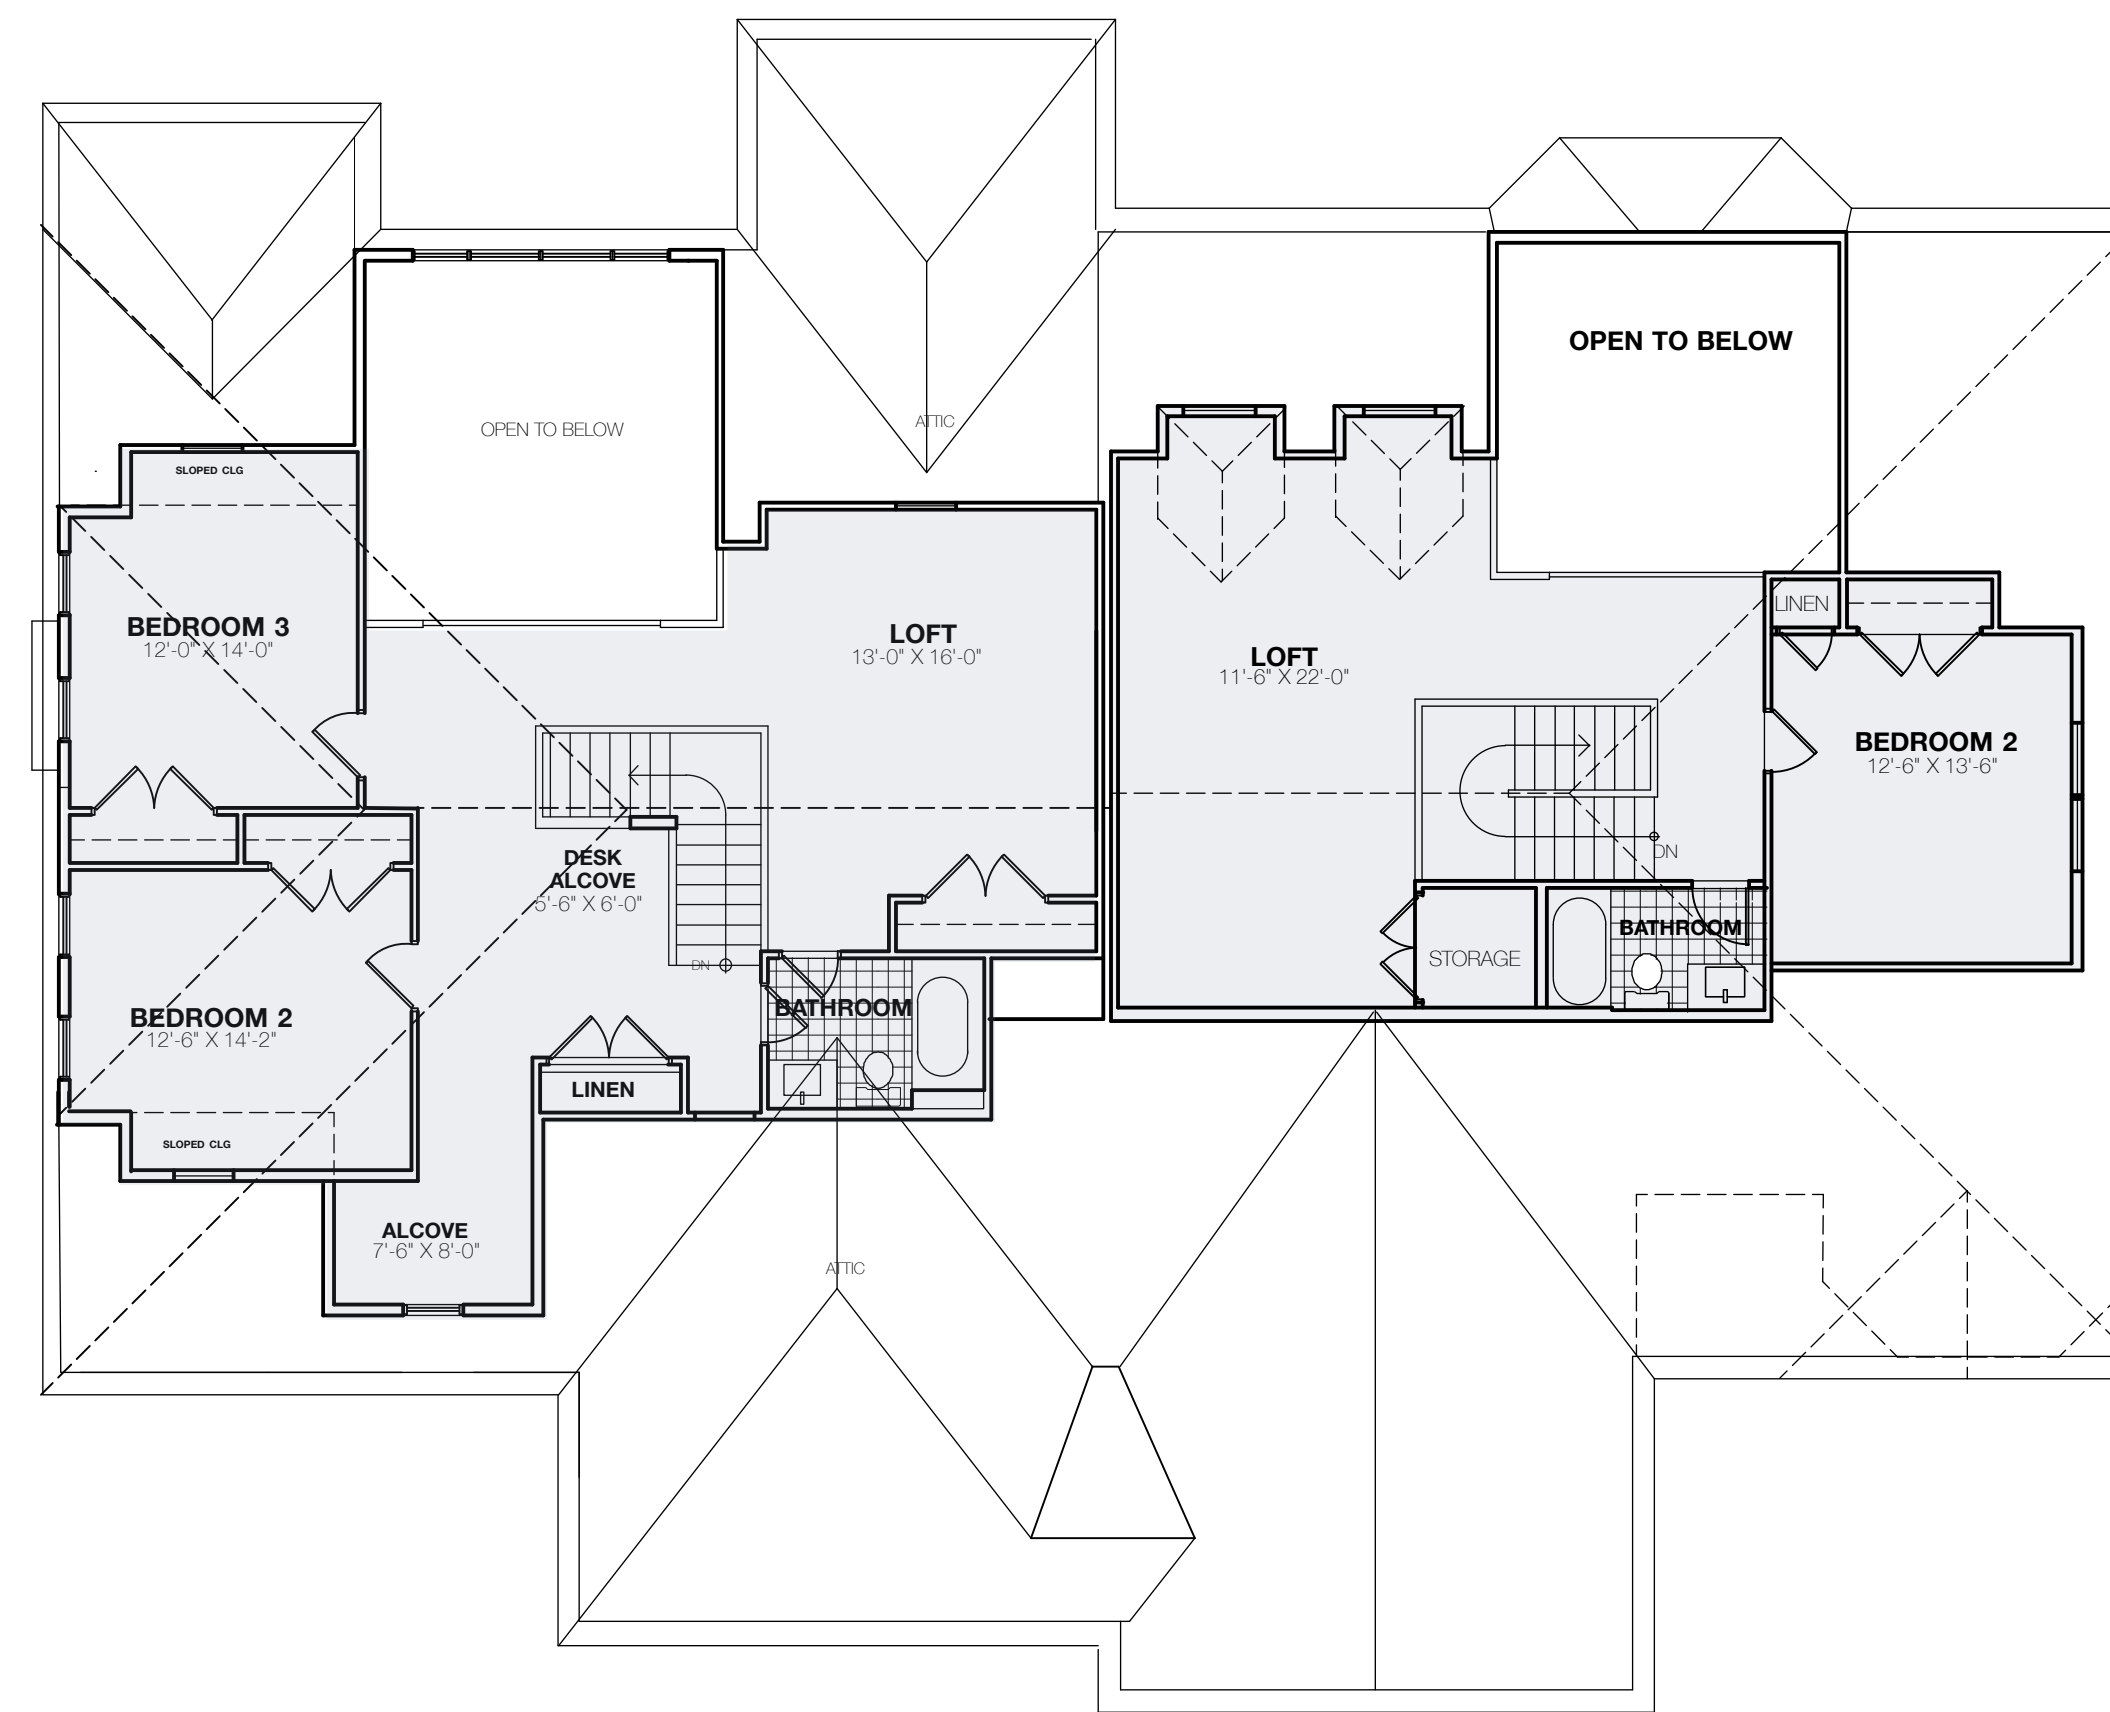 OPEN TO BELOW
ATTIC
OPEN TO BELOW
SLOPED CLG
BEDROOM 3
12'-0" X 14'-0"
LOFT
13'-0" X 16'-0"
LOFT
11'-6" X 22'-0"
LINEN
BEDROOM 2
12'-6" X 13'-6"
DN
DESK
ALCOVE
5'-6" X 6'-0"
DN
BATHROOM
STORAGE
BATHROOM
BEDROOM 2
12'-6" X 14'-2"
LINEN
SLOPED CLG
ALCOVE
7'-6" X 8'-0"
ATTIC